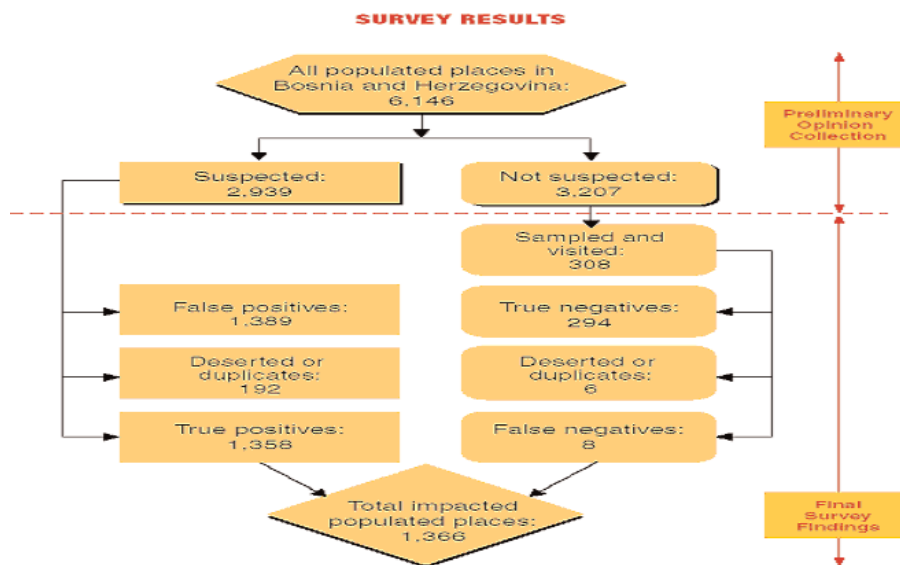 SURVEY RESULTS
All populated places in
Bosnia and Herzegovina:
6,146
Preliminary
Opinion
Collection
Suspected:
2,939
Not suspected:
3,207
Sampled and
visited:
308
False positives:
1,389
True negatives:
294
Deserted or
duplicates:
192
Deserted or
duplicates:
6
True positives:
1,358
False negatives:
8
Total impacted
populated places:
1,366
Final
Survey
Findings